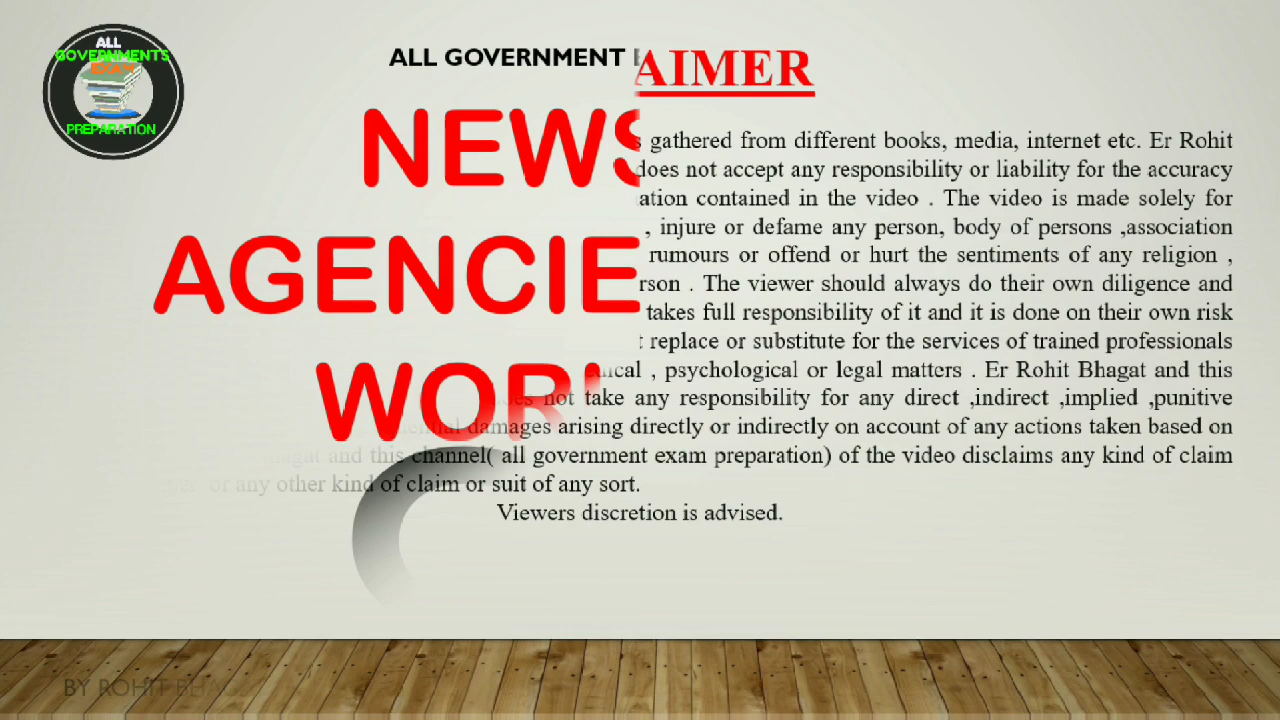 ALL
GOVERNMENTS
EXAM
PREPARATION
ALL GOVERNMENT
AIMER
NEWS
gathered from different books, media, internet etc. Er Rohit
does not accept any responsibility or liability for the accuracy
AGENCIE
ation contained in the video . The video is made solely for
, injure or defame any person, body of persons ,association
rumours or offend or hurt the sentiments of any religion ,
rson . The viewer should always do their own diligence and
takes full responsibility of it and it is done on their own risk
replace or substitute for the services of trained professionals
WOR
ical , psychological or legal matters . Er Rohit Bhagat and this
does not take any responsibility for any direct ,indirect ,implied ,punitive
damages arising directly or indirectly on account of any actions taken based on
and this channel( all government exam preparation) of the video disclaims any kind of claim
or any other kind of claim or suit of any sort.
Viewers discretion is advised.
BY ROHIT